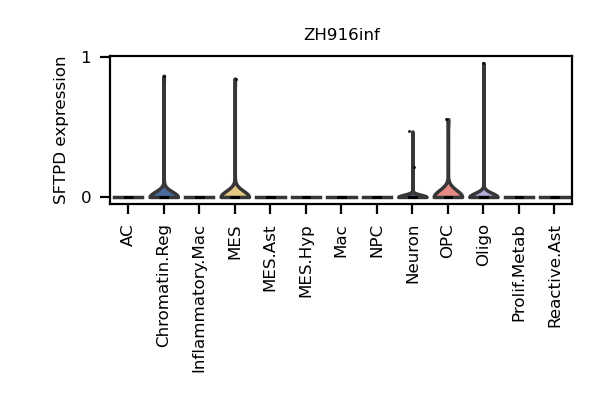 ZH916inf
SFTPD expression
1
0
AC
Chromatin.Reg
Inflammatory.Mac
MES
MES.Ast
MES.Hyp
Mac
NPC
Neuron
OPC
Oligo
Prolif.Metab
Reactive.Ast